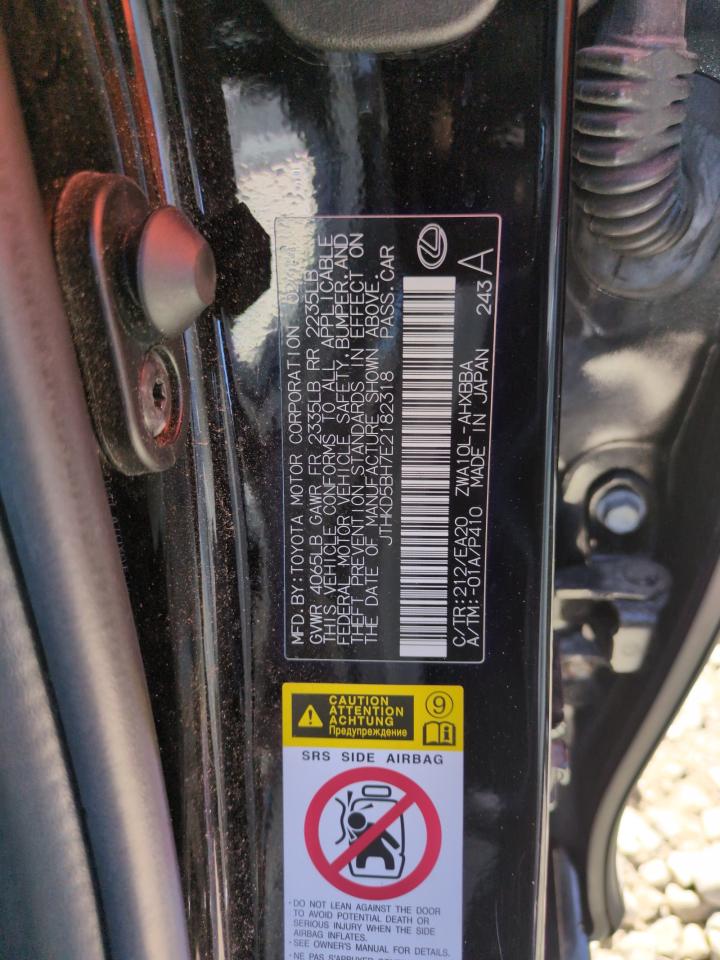 MFD. BY: TOYOTA MOTOR CORPORATION
GVWR 4065LB GAWR FR 2335LB RR 2235LB
THIS VEHICLE CONFORMS TO ALL APPLICABLE
FEDERAL MOTOR VEHICLE SAFETY, BUMPER, AND
THEFT PREVENTION STANDARDS IN EFFECT ON
THE DATE OF MANUFACTURE SHOWN ABOVE.
JTHKD5BH7E2182318 PASS. CAR
C/TR:212/EA20 ZWA10L-AHXBBA
A/TM:-01A/P410 MADE IN JAPAN 243 A
CAUTION
ATTENTION
ACHTUNG
Предупреждение
9
SRS SIDE AIRBAG
·DO NOT LEAN AGAINST THE DOOR
TO AVOID POTENTIAL DEATH OR
SERIOUS INJURY WHEN THE SIDE
AIRBAG INFLATES.
·SEE OWNER'S MANUAL FOR DETAILS.